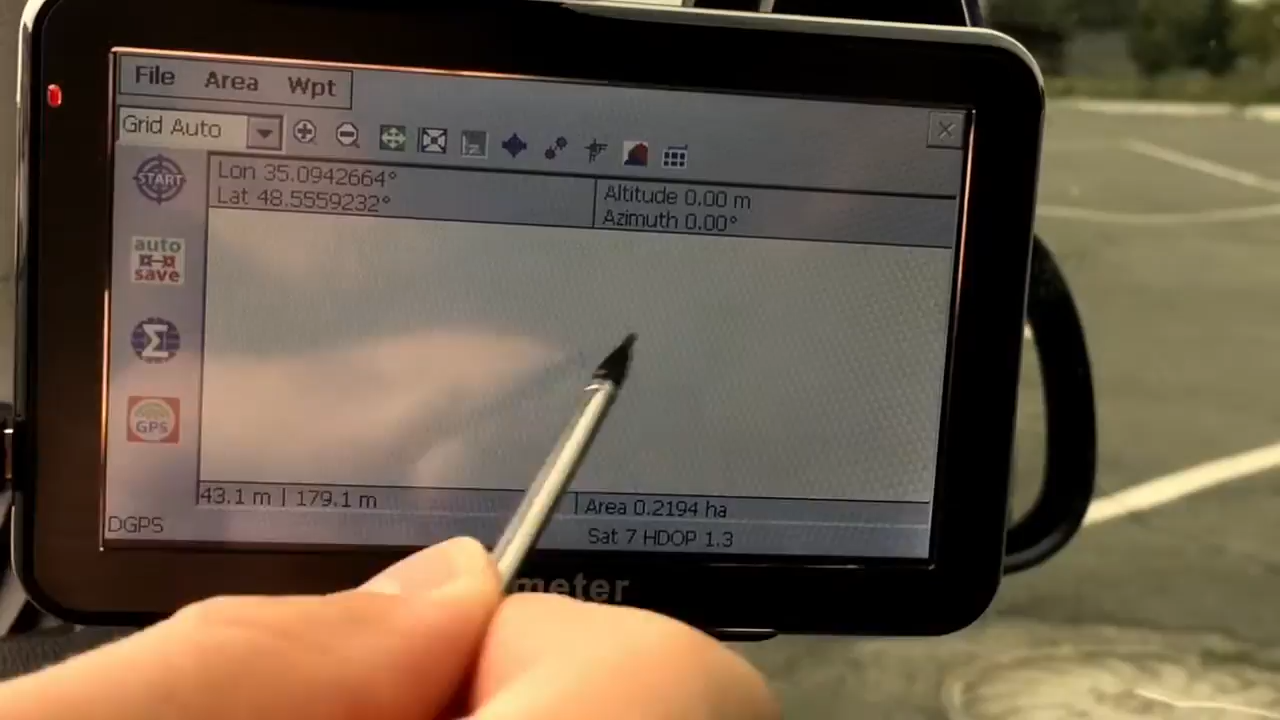 File Area Wpt
Grid Auto
START
Lon 35.0942664°
Lat 48.5559232°
Altitude 0.00 m
Azimuth 0.00°
auto
save
Σ
GPS
43.1 m | 179.1 m
Area 0.2194 ha
DGPS
Sat 7 HDOP 1.3
meter